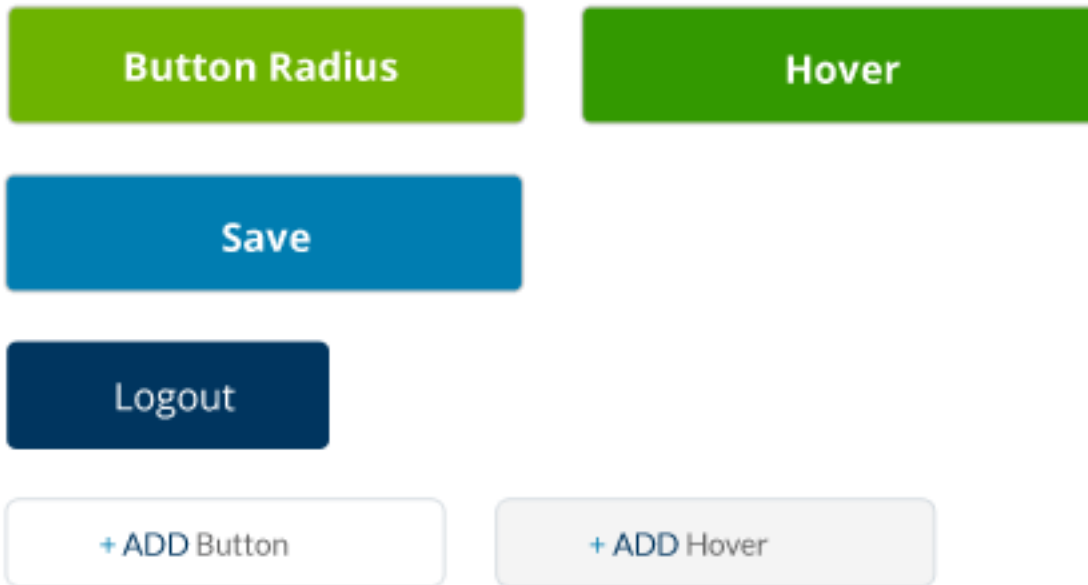 Button Radius
Hover
Save
Logout
+ ADD Button
+ ADD Hover